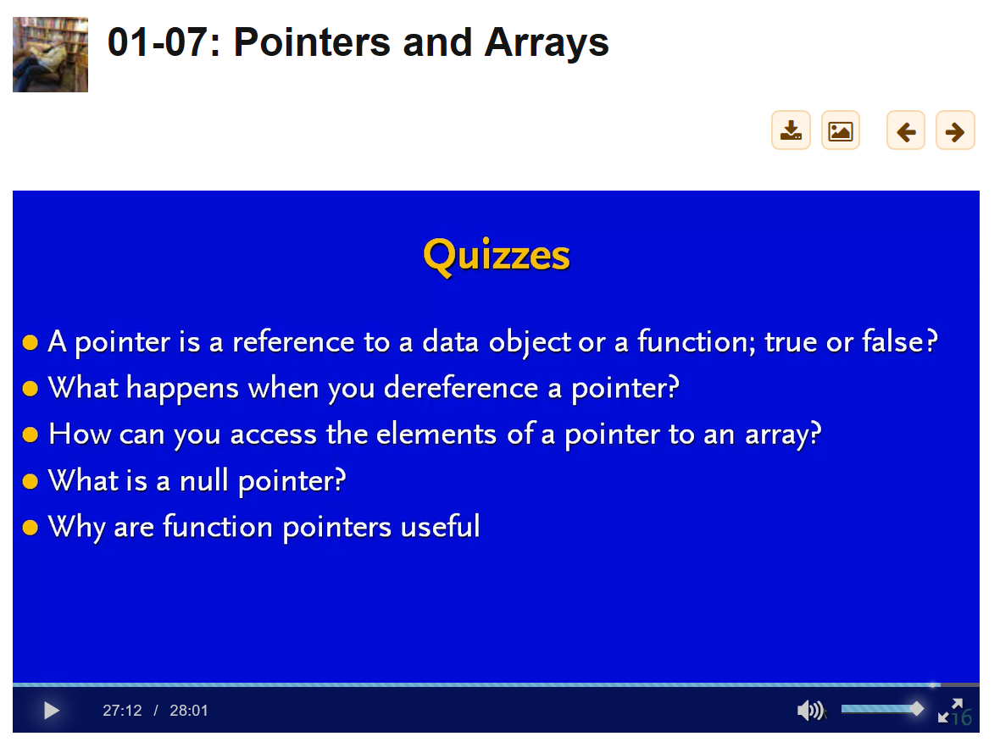 01-07: Pointers and Arrays
Quizzes
A pointer is a reference to a data object or a function; true or false?
What happens when you dereference a pointer?
How can you access the elements of a pointer to an array?
What is a null pointer?
Why are function pointers useful
27:12 / 28:01
16